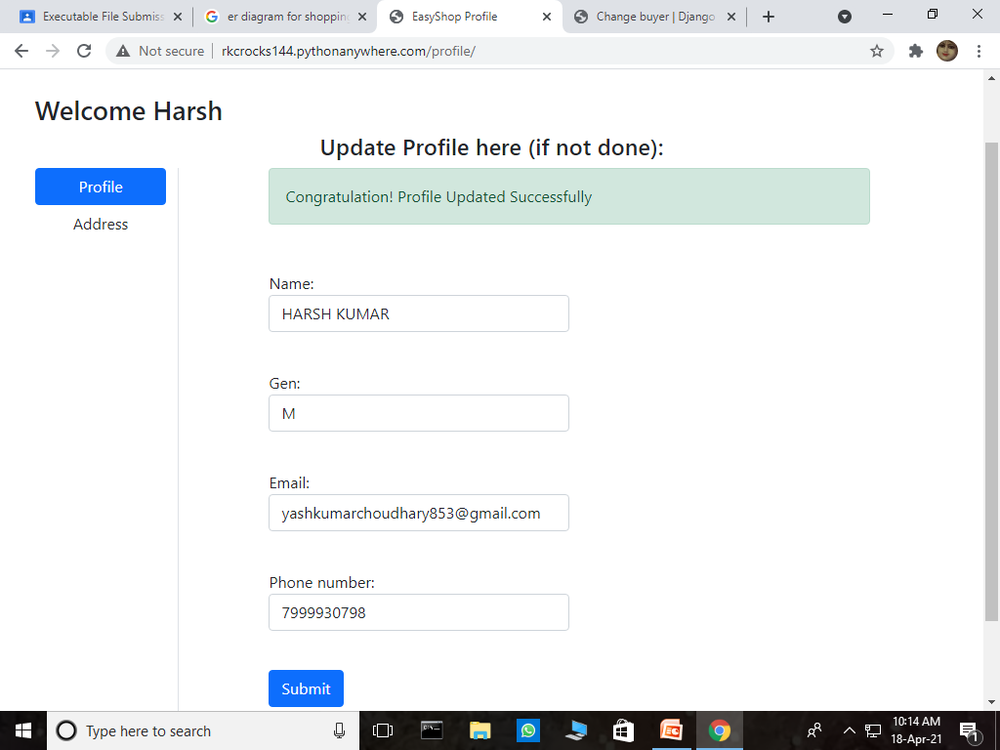 Executable File Submiss
er diagram for shopping
EasyShop Profile
Change buyer | Django
Not secure
rkcrocks144.pythonanywhere.com/profile/
Welcome Harsh
Update Profile here (if not done):
Profile
Congratulation! Profile Updated Successfully
Address
Name:
HARSH KUMAR
Gen:
M
Email:
yashkumarchoudhary853@gmail.com
Phone number:
7999930798
Submit
Type here to search
10:14 AM
18-Apr-21
1